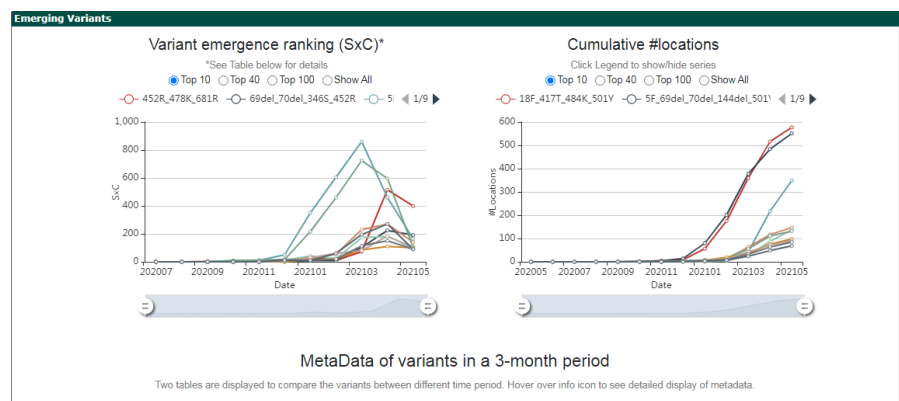 Emerging Variants
Variant emergence ranking (SxC)*
*See Table below for details
Top 10 Top 40 Top 100 Show All
452R_478K_681R 69del_70del_346S_452R 5 1/9
1,000
800
600
400
200
0
SxC
202007 202009 202011 202101 202103 202105
Date
Cumulative #locations
Click Legend to show/hide series
Top 10 Top 40 Top 100 Show All
18F_417T_484K_501Y 5F_69del_70del_144del_501Y 1/9
600
500
400
300
200
100
0
#Locations
202005 202007 202009 202011 202101 202103 202105
Date
MetaData of variants in a 3-month period
Two tables are displayed to compare the variants between different time period. Hover over info icon to see detailed display of metadata.